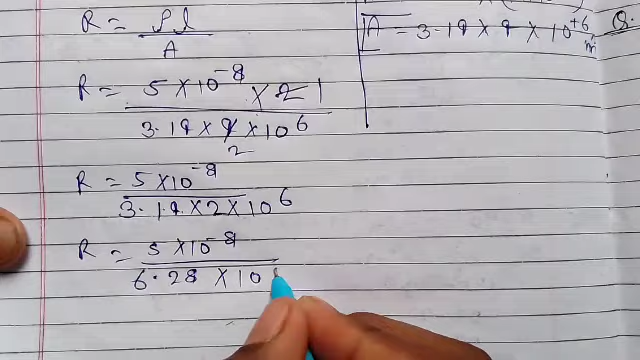 R = ρl / A
A = 3.14 × 4 × 10^+6 m
Q.
R = 5 × 10^-8 × 2 1 / 3.14 × 4 × 10^6
2
R = 5 × 10^-8 / 3.14 × 2 × 10^6
R = 5 × 10^-8 / 6.28 × 10